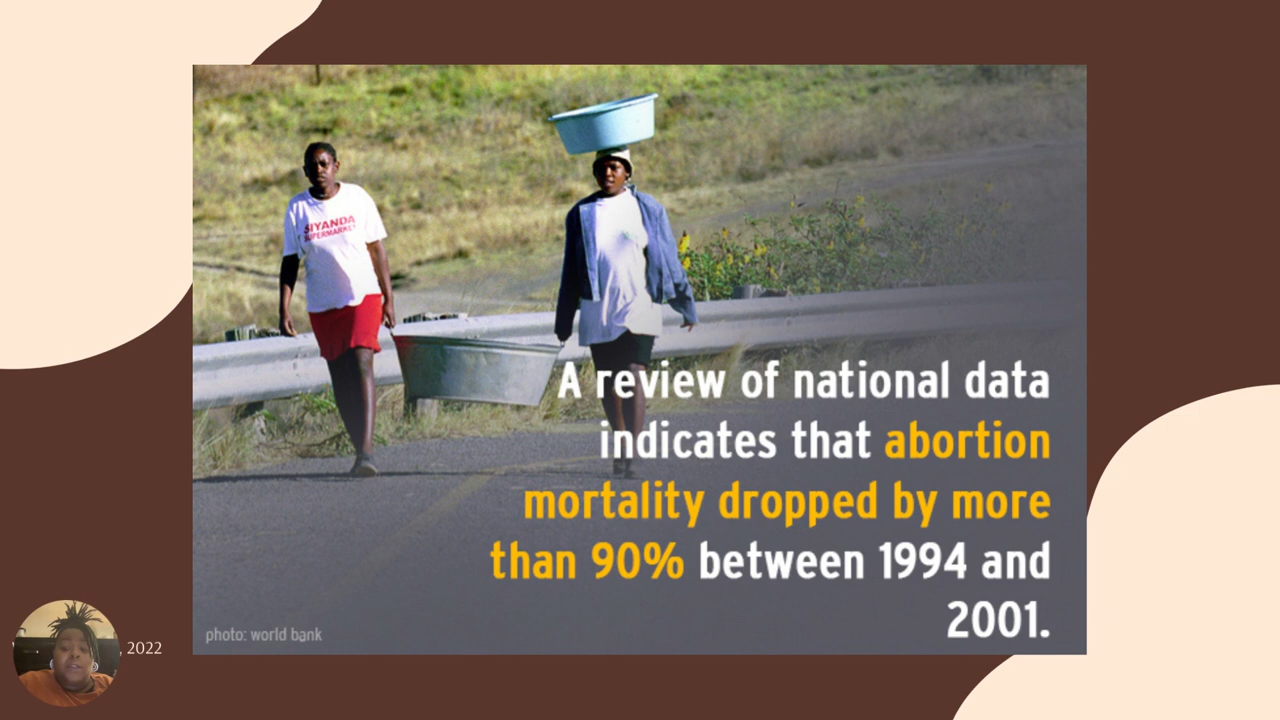 SIYANDA
SUPERMARKET
A review of national data
indicates that abortion
mortality dropped by more
than 90% between 1994 and
2001.
photo: world bank
, 2022